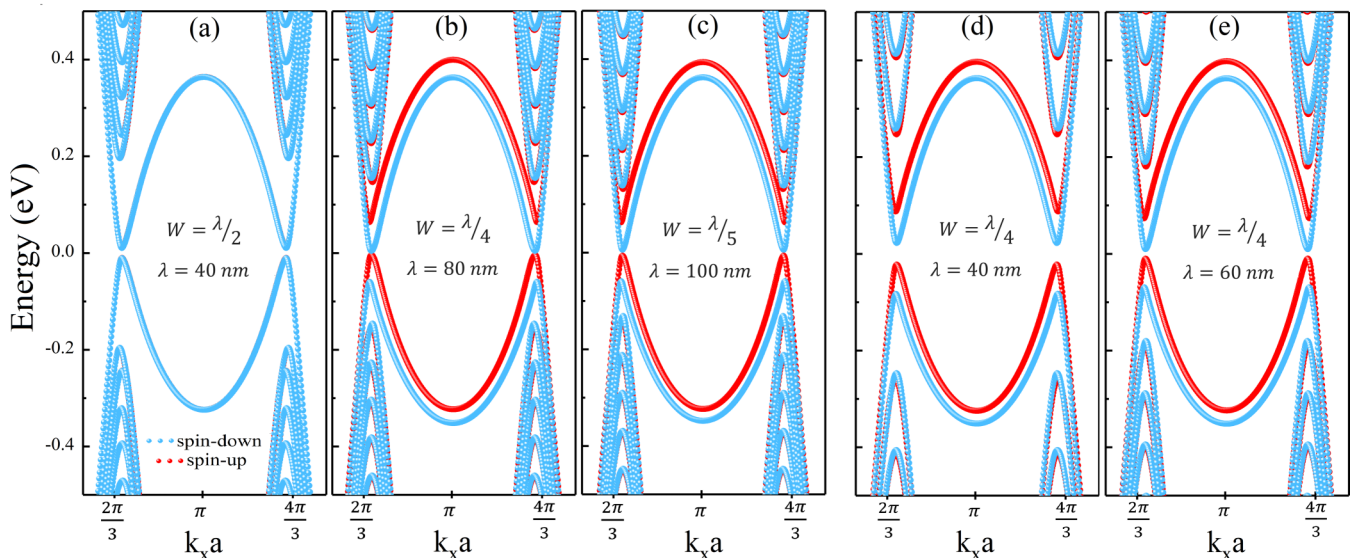 (a) (b) (c) (d) (e)
0.4
0.2
0.0
-0.2
-0.4
Energy (eV)
W = λ/2
λ = 40 nm
W = λ/4
λ = 80 nm
W = λ/5
λ = 100 nm
W = λ/4
λ = 40 nm
W = λ/4
λ = 60 nm
spin-down
spin-up
2π/3 π 4π/3 2π/3 π 4π/3 2π/3 π 4π/3 2π/3 π 4π/3 2π/3 π 4π/3
kₓa kₓa kₓa kₓa kₓa